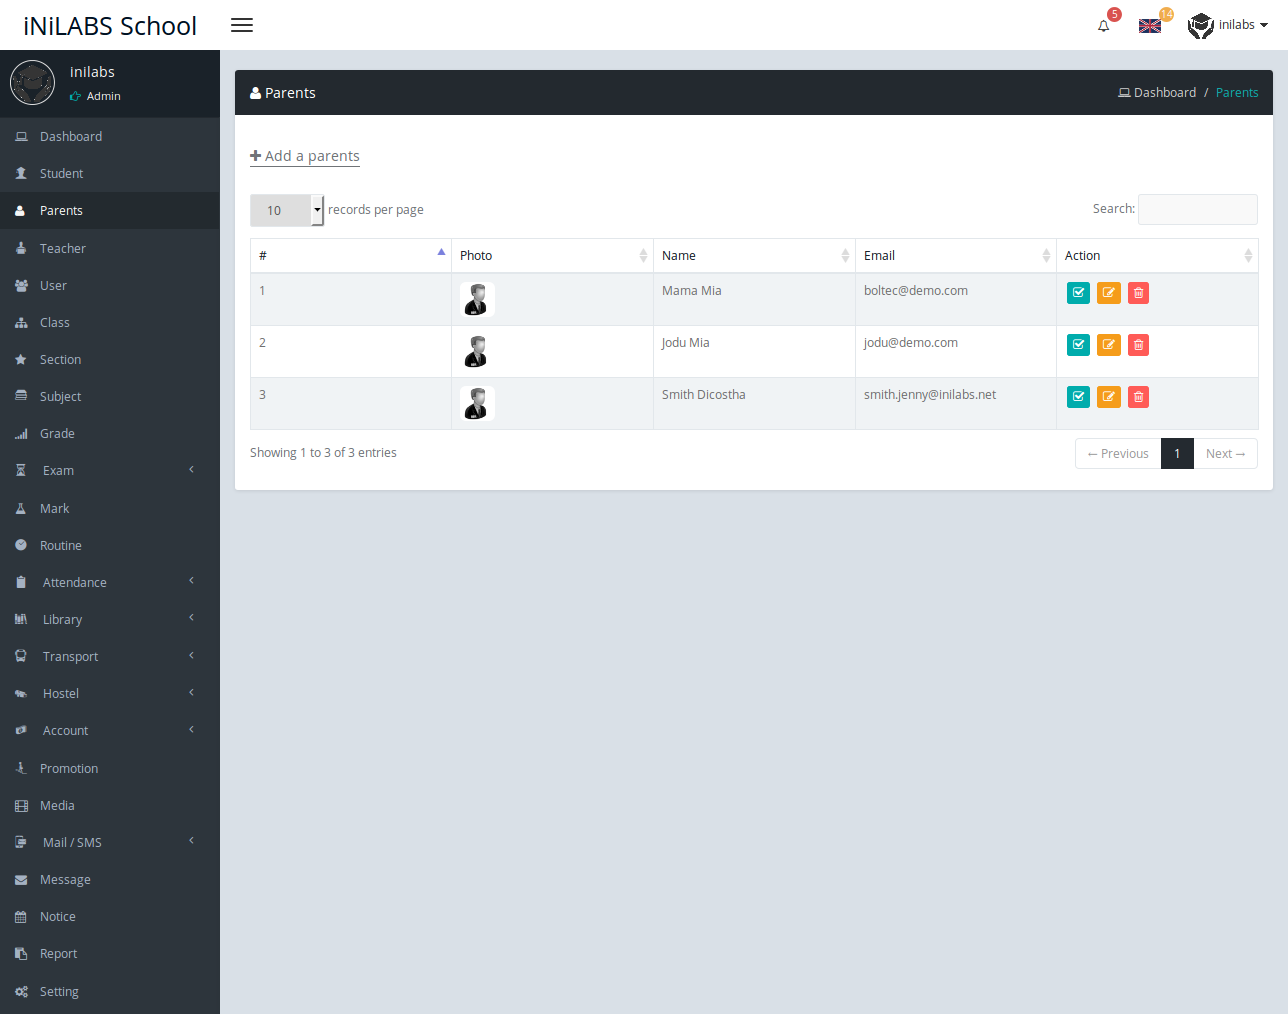 iNiLABS School
5
14
inilabs
inilabs
Admin
Dashboard
Student
Parents
Teacher
User
Class
Section
Subject
Grade
Exam
Mark
Routine
Attendance
Library
Transport
Hostel
Account
Promotion
Media
Mail / SMS
Message
Notice
Report
Setting
Parents
Dashboard / Parents
+ Add a parents
10 records per page
Search:
# Photo Name Email Action
1 Mama Mia boltec@demo.com
2 Jodu Mia jodu@demo.com
3 Smith Dicostha smith.jenny@inilabs.net
Showing 1 to 3 of 3 entries
← Previous 1 Next →